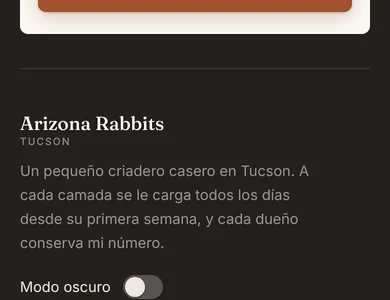 Arizona Rabbits
TUCSON
Un pequeño criadero casero en Tucson. A
cada camada se le carga todos los días
desde su primera semana, y cada dueño
conserva mi número.
Modo oscuro